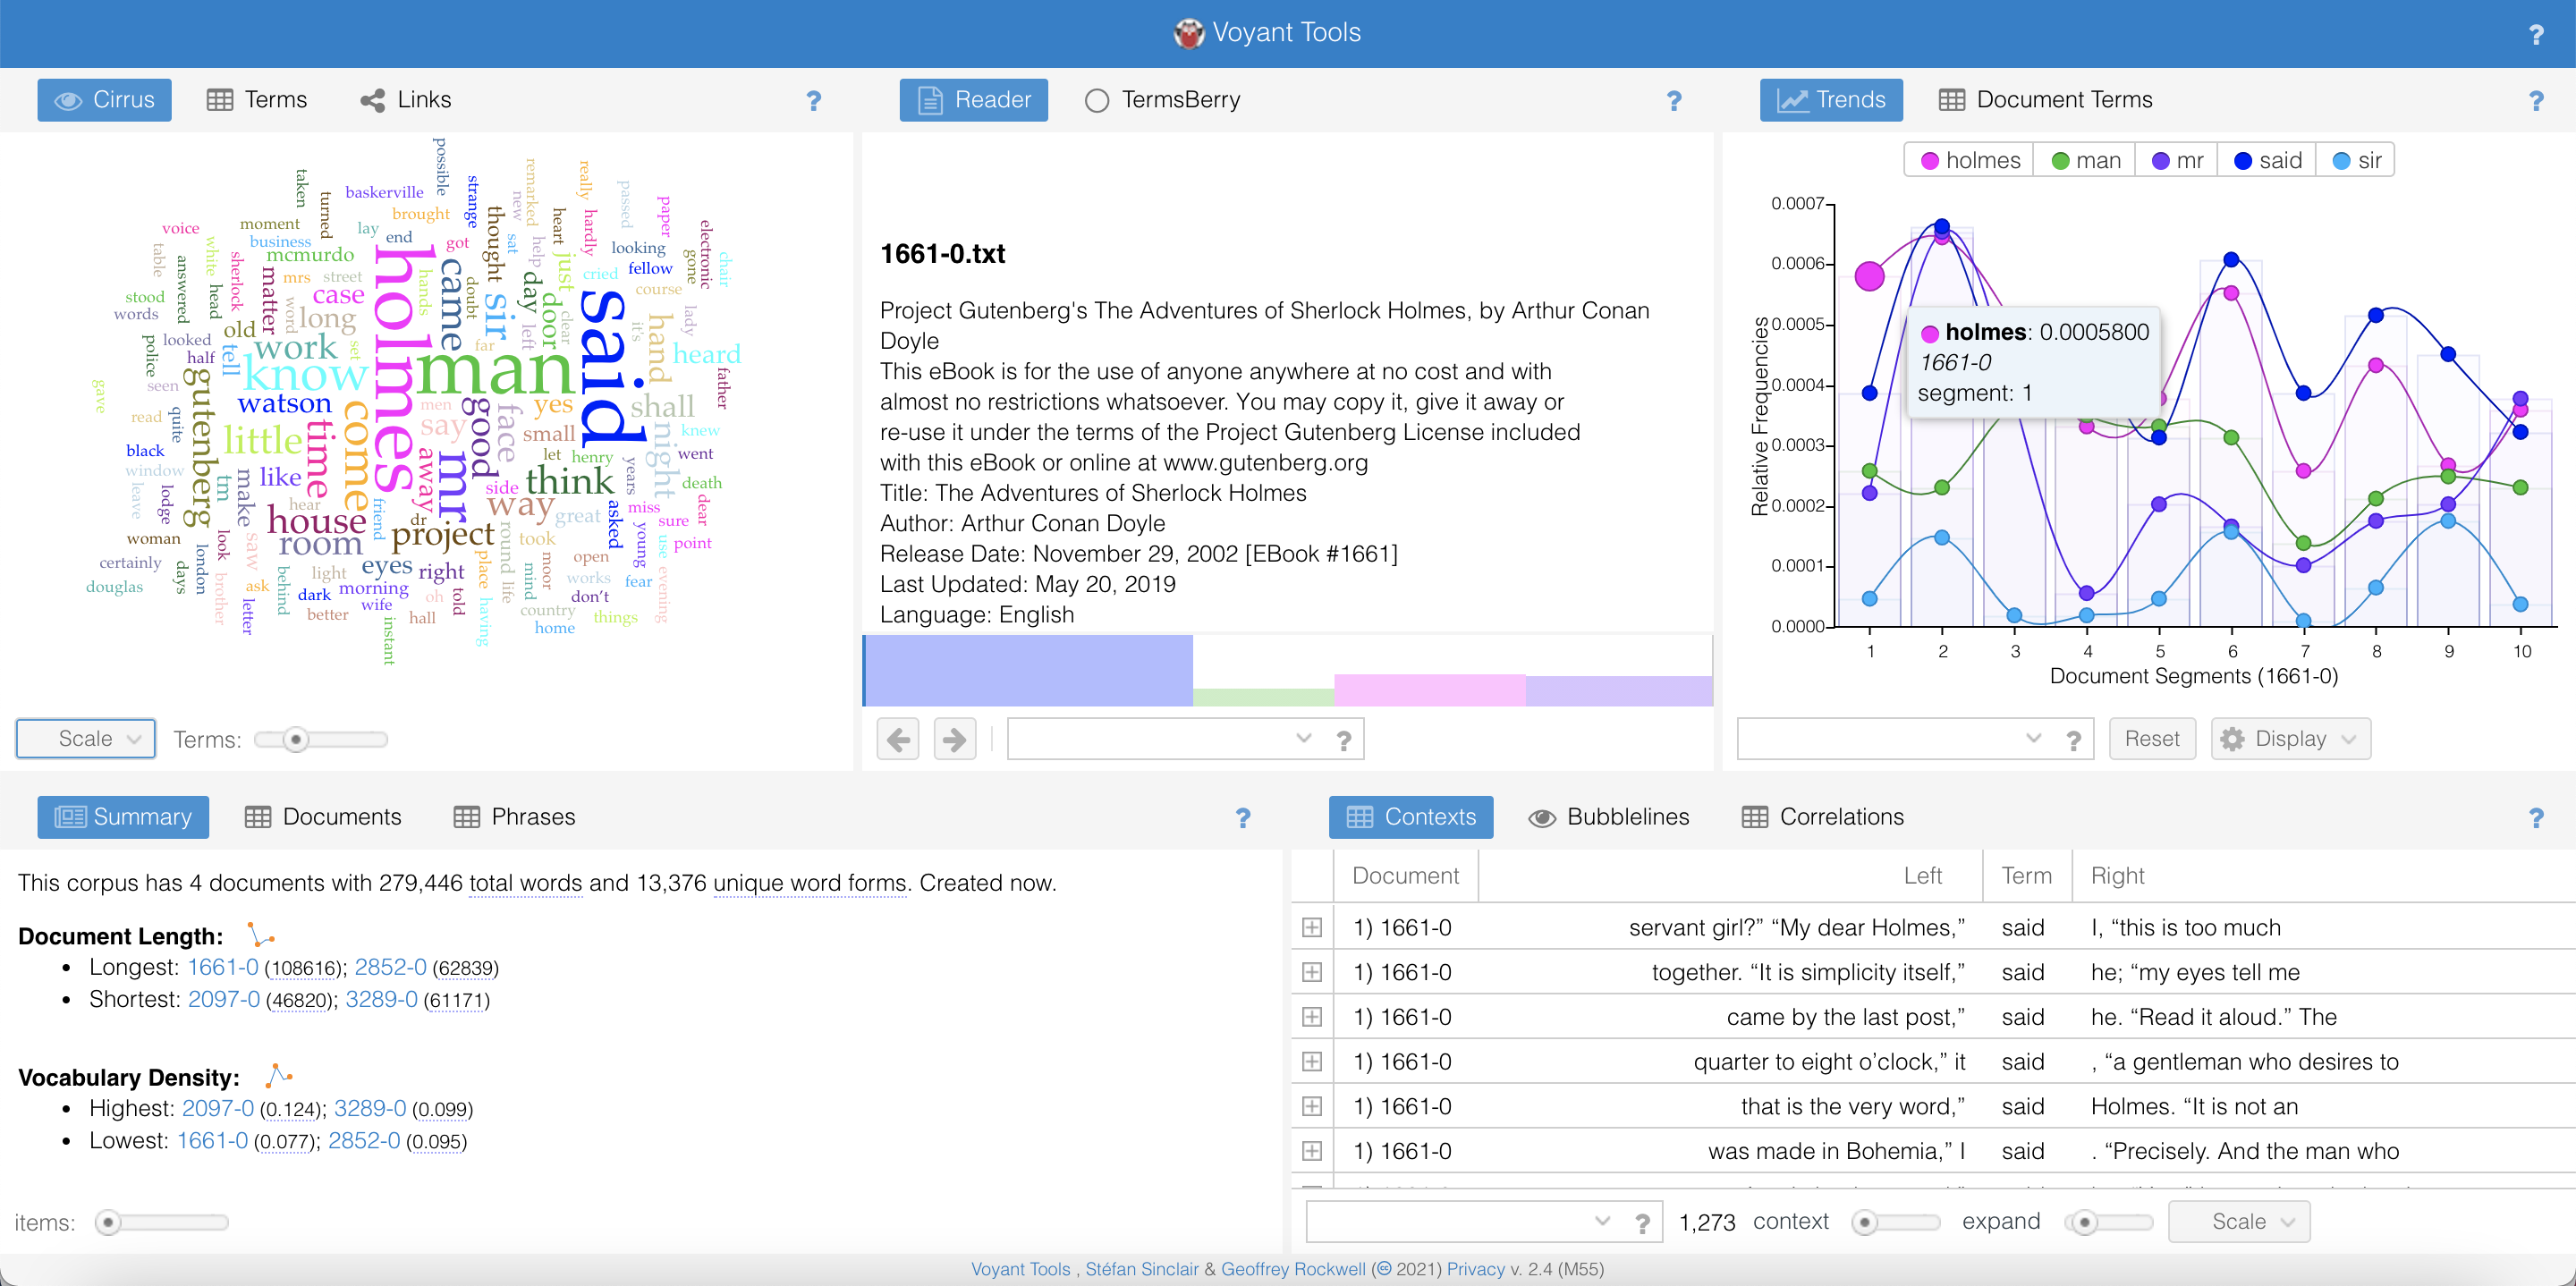 Voyant Tools
?
Cirrus Terms Links ?
possible
taken
turned
baskerville
strange
remarked
new
really
passed
paper
brought
thought
heart
hardly
electronic
moment
voice
lay
end
got
sat
help
looking
gone
chair
business
mcmurdo
table
white
answered
sherlock
matter
mrs
street
holmes
hands
came
doubt
day
just
cried
fellow
course
case
stood
words
head
word
long
sir
left
door
clear
said
it's
hand
lady
old
looked
police
half
tell
work
set
far
man
heard
father
know
seen
gave
gutenberg
watson
come
men
good
face
yes
shall
read
quite
little
time
say
small
night
knew
black
let
henry
went
window
tm
like
away
mr
think
years
death
leave
lodge
make
side
way
miss
dear
hear
house
friend
dr
great
asked
young
sure
use
point
room
project
round
took
woman
look
saw
london
eyes
right
place
open
moor
certainly
days
brother
ask
behind
light
morning
life
mind
works
fear
evening
douglas
letter
dark
wife
oh
told
having
don't
better
hall
country
home
things
instant
Scale Terms:
Reader TermsBerry ?
1661-0.txt
Project Gutenberg's The Adventures of Sherlock Holmes, by Arthur Conan
Doyle
This eBook is for the use of anyone anywhere at no cost and with
almost no restrictions whatsoever. You may copy it, give it away or
re-use it under the terms of the Project Gutenberg License included
with this eBook or online at www.gutenberg.org
Title: The Adventures of Sherlock Holmes
Author: Arthur Conan Doyle
Release Date: November 29, 2002 [EBook #1661]
Last Updated: May 20, 2019
Language: English
?
Trends Document Terms ?
holmes man mr said sir
Relative Frequencies
0.0007
0.0006
0.0005
0.0004
0.0003
0.0002
0.0001
0.0000
holmes: 0.0005800
1661-0
segment: 1
1 2 3 4 5 6 7 8 9 10
Document Segments (1661-0)
? Reset Display
Summary Documents Phrases ?
This corpus has 4 documents with 279,446 total words and 13,376 unique word forms. Created now.
Document Length:
• Longest: 1661-0 (108616); 2852-0 (62839)
• Shortest: 2097-0 (46820); 3289-0 (61171)
Vocabulary Density:
• Highest: 2097-0 (0.124); 3289-0 (0.099)
• Lowest: 1661-0 (0.077); 2852-0 (0.095)
items:
Contexts Bubblelines Correlations ?
Document Left Term Right
1) 1661-0 servant girl?” “My dear Holmes,” said I, “this is too much
1) 1661-0 together. “It is simplicity itself,” said he; “my eyes tell me
1) 1661-0 came by the last post,” said he. “Read it aloud.” The
1) 1661-0 quarter to eight o’clock,” it said , “a gentleman who desires to
1) 1661-0 that is the very word,” said Holmes. “It is not an
1) 1661-0 was made in Bohemia,” I said . “Precisely. And the man who
? 1,273 context expand Scale
Voyant Tools , Stéfan Sinclair & Geoffrey Rockwell (© 2021) Privacy v. 2.4 (M55)